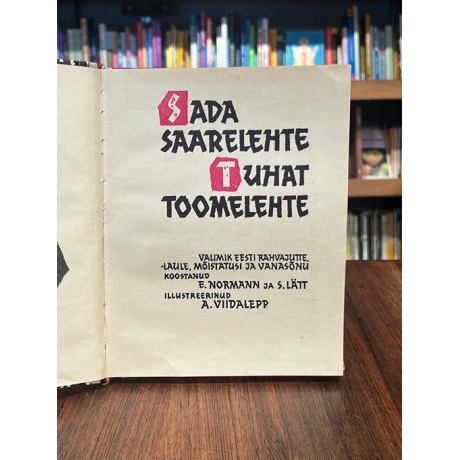 SADA
SAARELEHTE
TUHAT
TOOMELEHTE
VALIMIK EESTI RAHVAJUTTE,
-LAULE, MÕISTATUSI JA VANASÕNU
KOOSTANUD
E. NORMANN JA S. LÄTT
ILLUSTREERINUD
A. VIIDALEPP